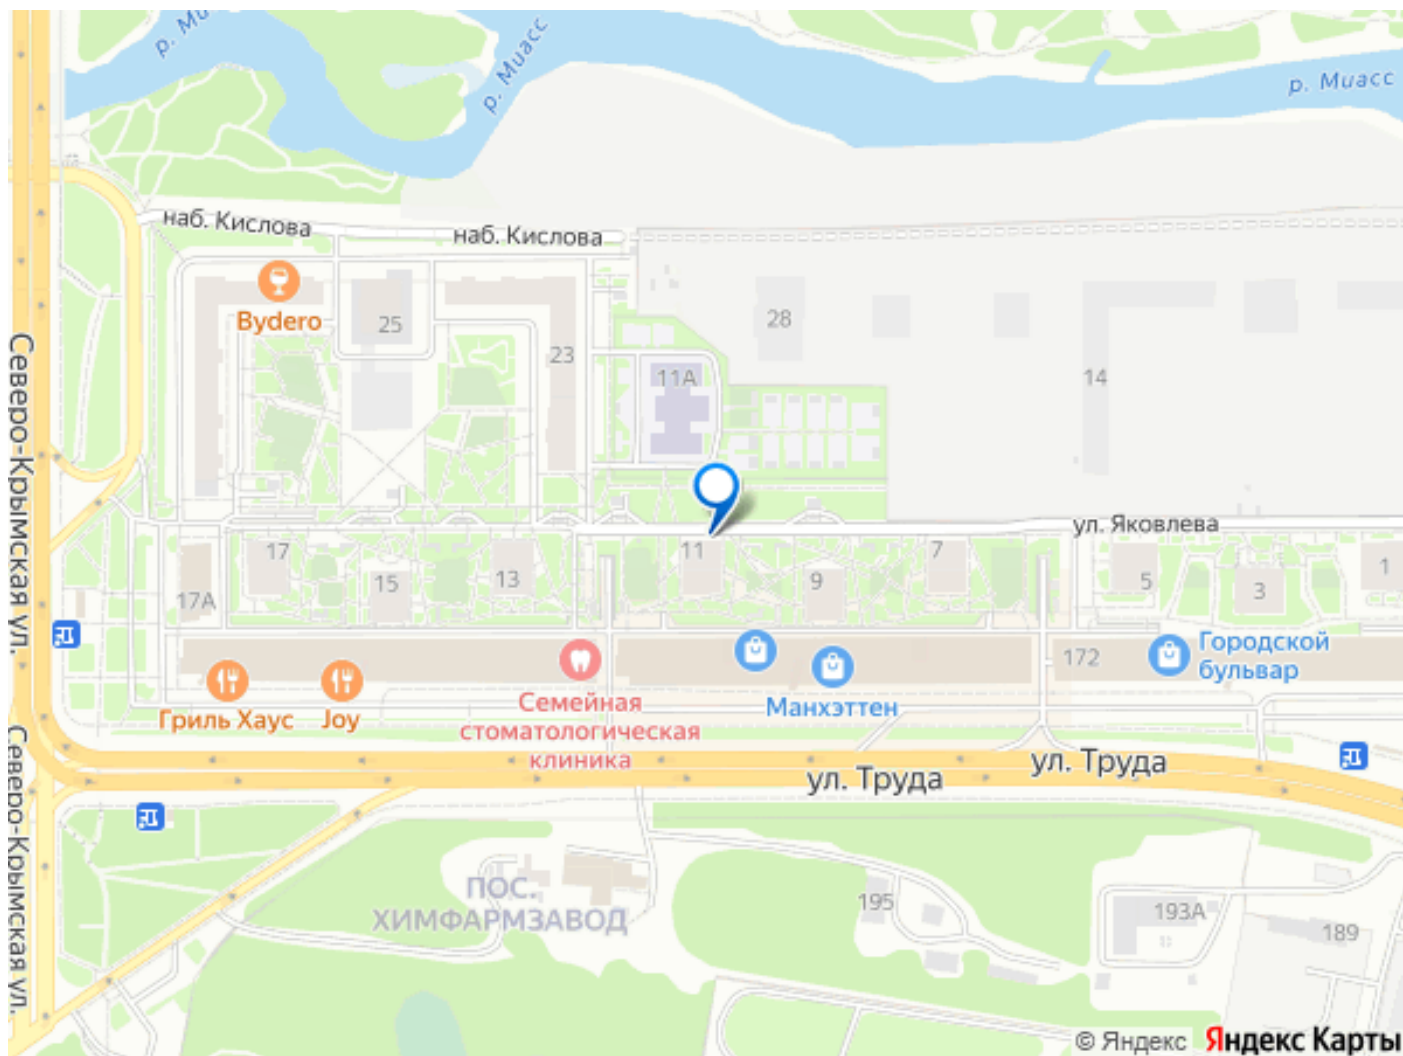 р. Миасс
р. Миасс
наб. Кислова
наб. Кислова
Bydero
25
28
23
11А
14
Северо-Крымская ул.
ул. Яковлева
17
15
13
11
9
7
5
3
1
17А
172
Городской
бульвар
Гриль Хаус
Joy
Семейная
стоматологическая
клиника
Манхэттен
ул. Труда
ул. Труда
Северо-Крымская ул.
ПОС.
ХИМФАРМЗАВОД
195
193А
189
© Яндекс Яндекс Карты